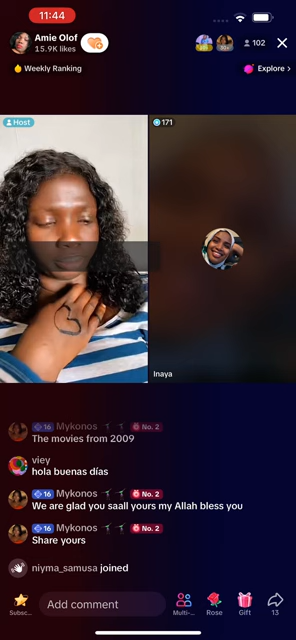 11:44
Amie Olof
15.9K likes
102
Weekly Ranking
Explore >
Host
171
Inaya
16 Mykonos No. 2
The movies from 2009
viey
hola buenas días
16 Mykonos No. 2
We are glad you saall yours my Allah bless you
16 Mykonos No. 2
Share yours
niyma_samusa joined
Subsc...
Add comment
Multi-...
Rose
Gift
13